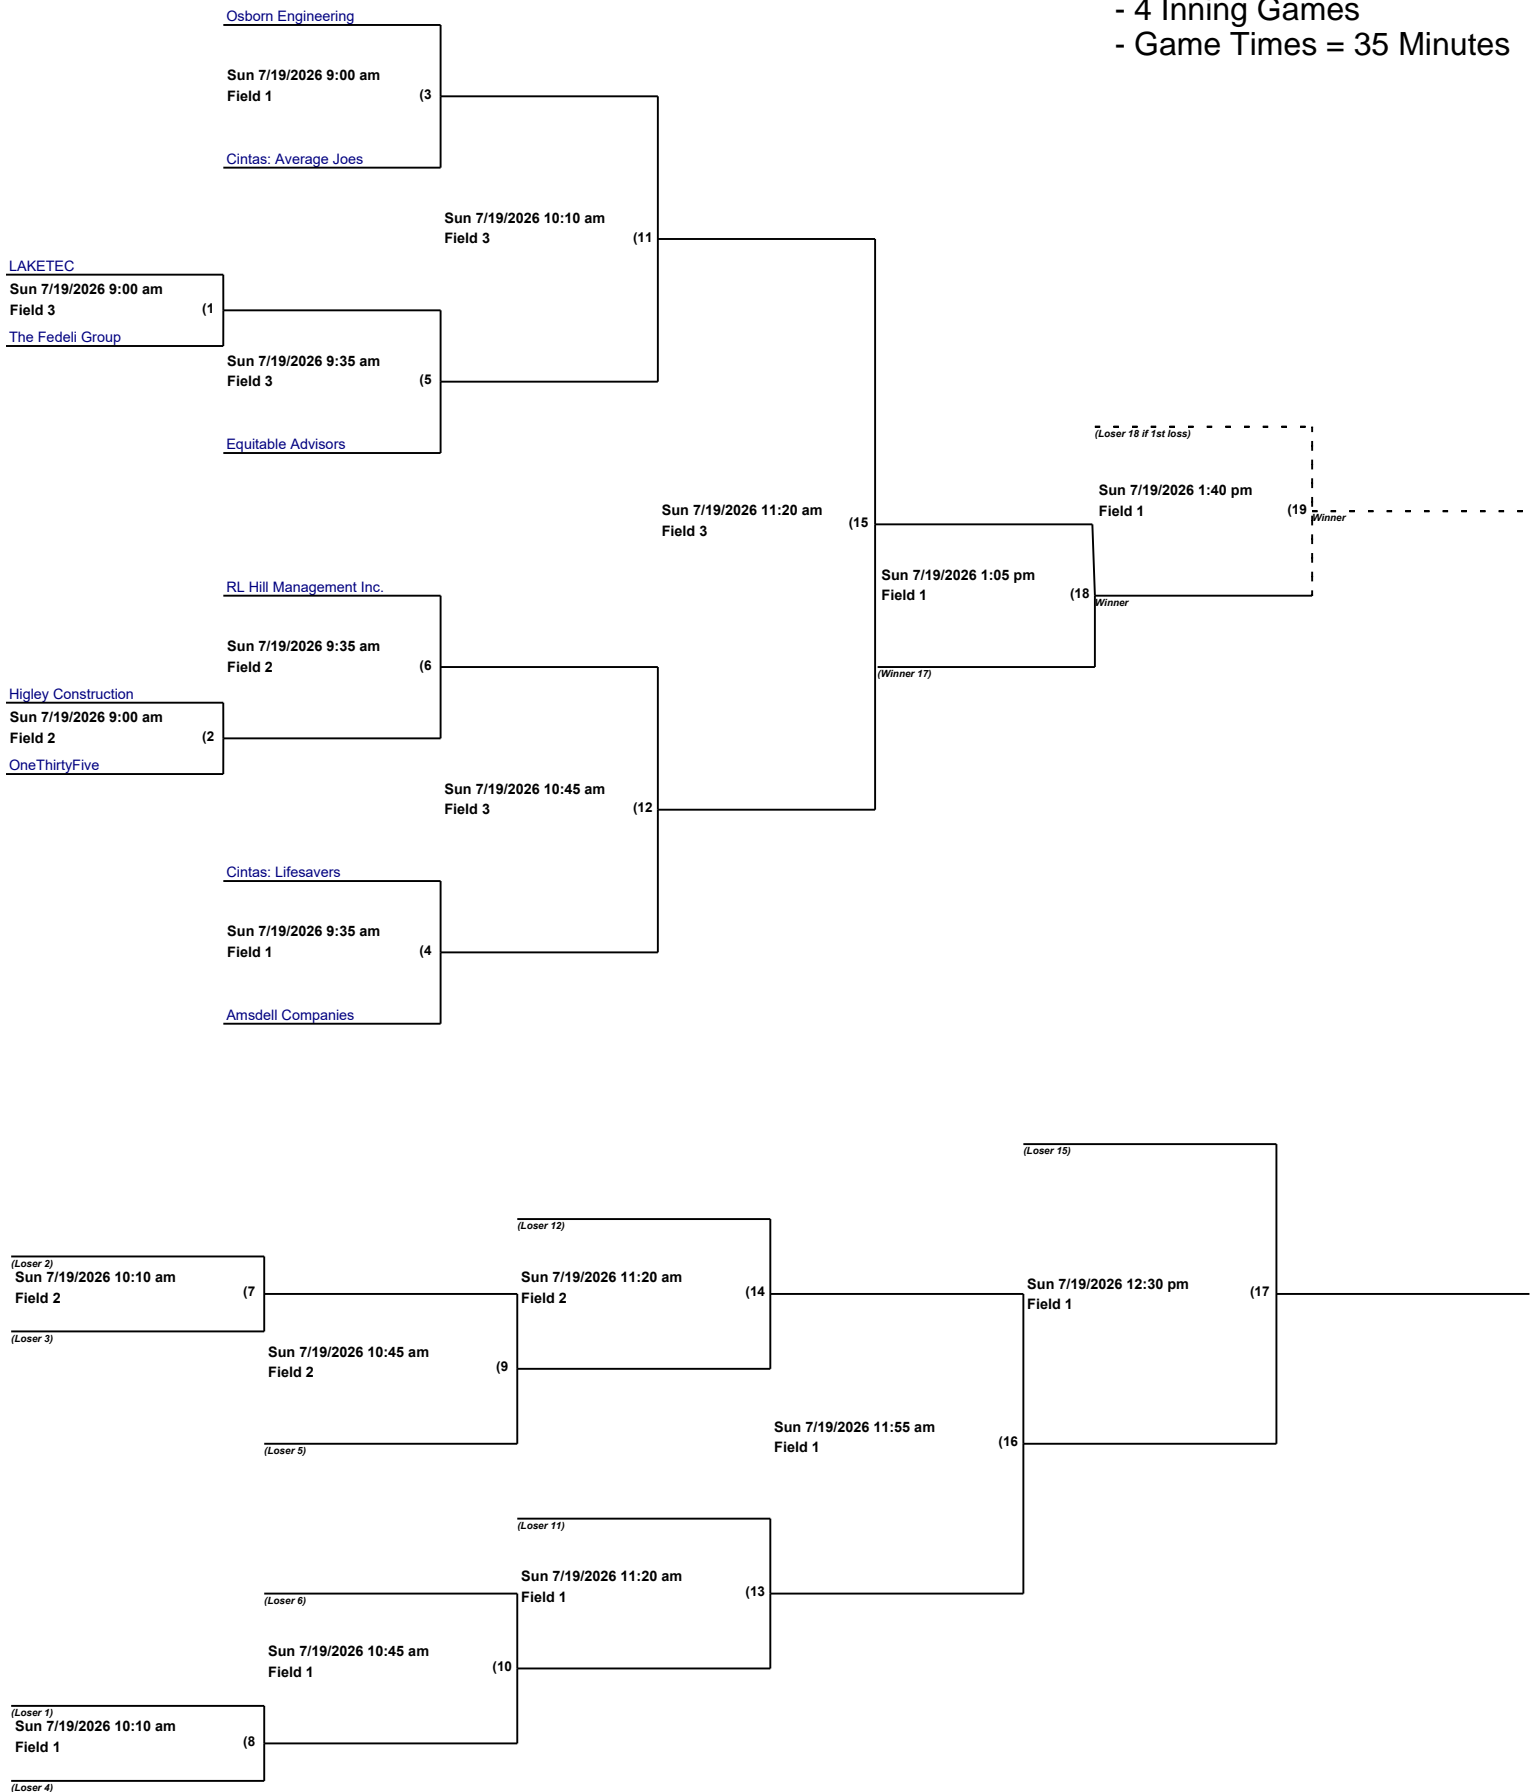 - 4 Inning Games
- Game Times = 35 Minutes
Osborn Engineering
Sun 7/19/2026 9:00 am
Field 1
(3
Cintas: Average Joes
Sun 7/19/2026 10:10 am
Field 3
(11
LAKETEC
Sun 7/19/2026 9:00 am
Field 3
(1
The Fedeli Group
Sun 7/19/2026 9:35 am
Field 3
(5
Equitable Advisors
(Loser 18 if 1st loss)
Sun 7/19/2026 1:40 pm
Field 1
(19
Winner
Sun 7/19/2026 11:20 am
Field 3
(15
Sun 7/19/2026 1:05 pm
Field 1
(18
Winner
(Winner 17)
RL Hill Management Inc.
Sun 7/19/2026 9:35 am
Field 2
(6
Higley Construction
Sun 7/19/2026 9:00 am
Field 2
(2
OneThirtyFive
Sun 7/19/2026 10:45 am
Field 3
(12
Cintas: Lifesavers
Sun 7/19/2026 9:35 am
Field 1
(4
Amsdell Companies
(Loser 15)
(Loser 12)
(Loser 2)
Sun 7/19/2026 10:10 am
Field 2
(7
(Loser 3)
Sun 7/19/2026 11:20 am
Field 2
(14
Sun 7/19/2026 12:30 pm
Field 1
(17
Sun 7/19/2026 10:45 am
Field 2
(9
(Loser 5)
Sun 7/19/2026 11:55 am
Field 1
(16
(Loser 11)
Sun 7/19/2026 11:20 am
Field 1
(13
(Loser 6)
Sun 7/19/2026 10:45 am
Field 1
(10
(Loser 1)
Sun 7/19/2026 10:10 am
Field 1
(8
(Loser 4)